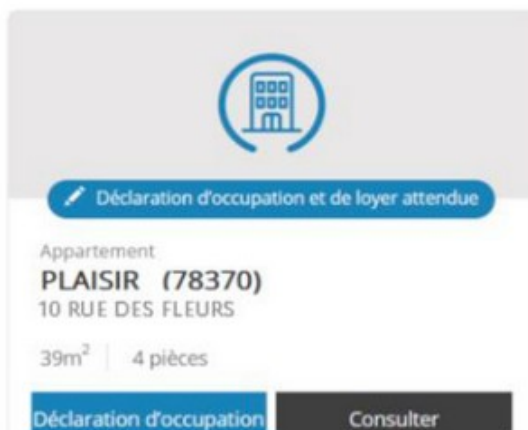 Déclaration d'occupation et de loyer attendue
Appartement
PLAISIR (78370)
10 RUE DES FLEURS
39m² 4 pièces
Déclaration d'occupation Consulter